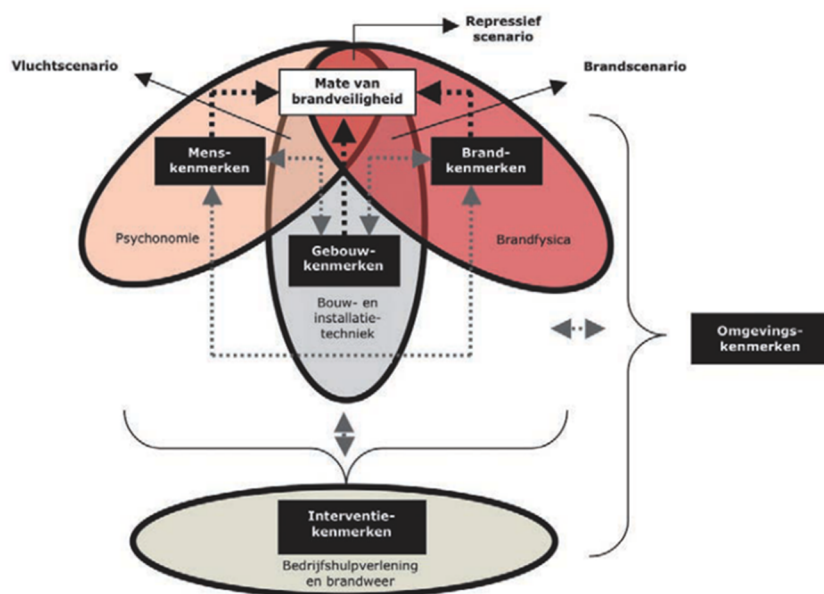 Repressief
scenario
Vluchtscenario
Brandscenario
Mate van
brandveiligheid
Mens-
kenmerken
Brand-
kenmerken
Psychonomie
Brandfysica
Gebouw-
kenmerken
Bouw- en
installatie-
techniek
Omgevings-
kenmerken
Interventie-
kenmerken
Bedrijfshulpverlening
en brandweer